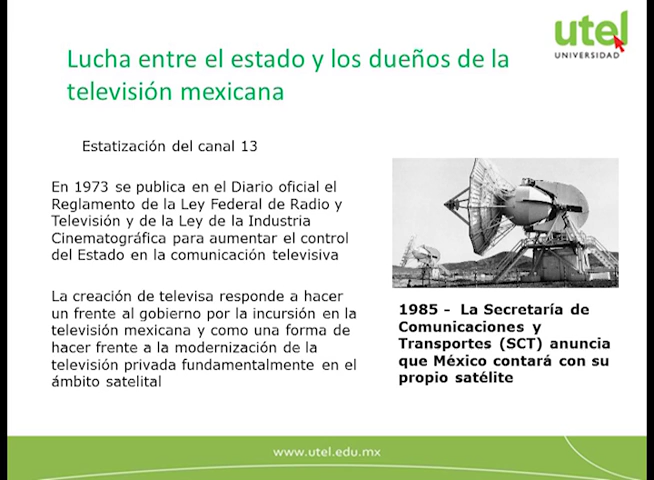 utel
UNIVERSIDAD
Lucha entre el estado y los dueños de la
televisión mexicana
Estatización del canal 13
En 1973 se publica en el Diario oficial el
Reglamento de la Ley Federal de Radio y
Televisión y de la Ley de la Industria
Cinematográfica para aumentar el control
del Estado en la comunicación televisiva
La creación de televisa responde a hacer
un frente al gobierno por la incursión en la
televisión mexicana y como una forma de
hacer frente a la modernización de la
televisión privada fundamentalmente en el
ámbito satelital
1985 - La Secretaría de
Comunicaciones y
Transportes (SCT) anuncia
que México contará con su
propio satélite
www.utel.edu.mx